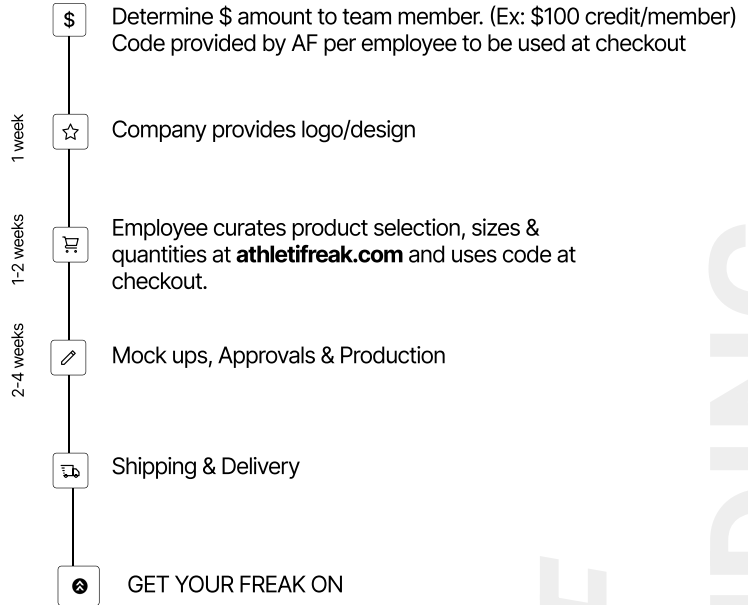 $
Determine $ amount to team member. (Ex: $100 credit/member)
Code provided by AF per employee to be used at checkout
1 week
Company provides logo/design
1-2 weeks
Employee curates product selection, sizes &
quantities at athletifreak.com and uses code at
checkout.
2-4 weeks
Mock ups, Approvals & Production
Shipping & Delivery
GET YOUR FREAK ON